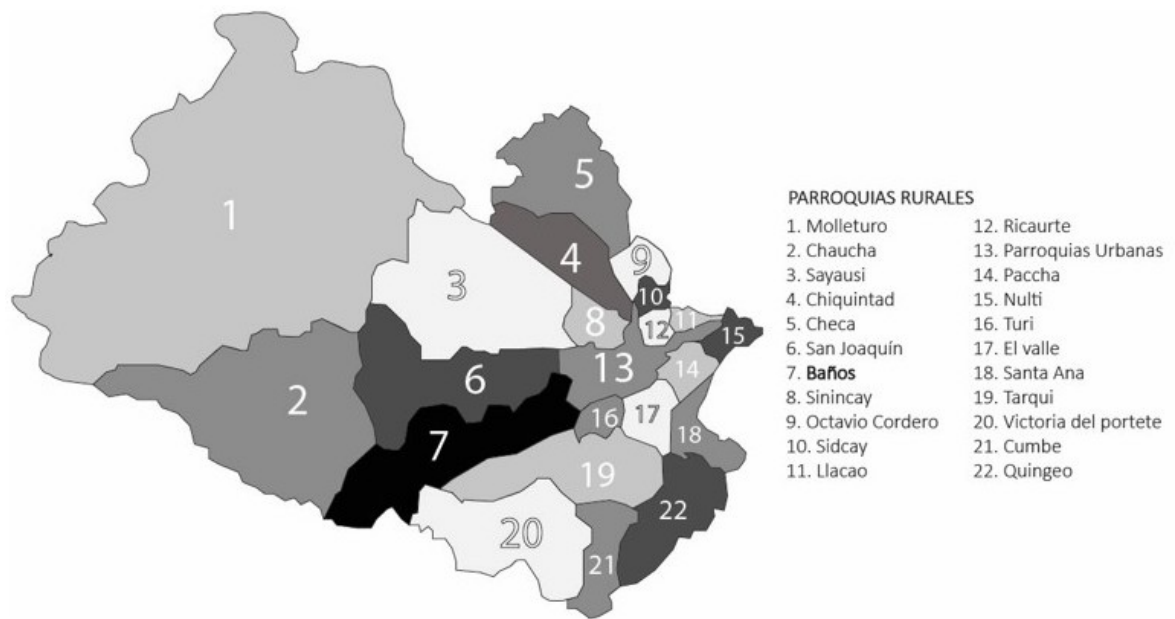 1
2
3
4
5
6
7
8
9
10
11
12
13
14
15
16
17
18
19
20
21
22
PARROQUIAS RURALES
1. Molleturo
2. Chaucha
3. Sayausi
4. Chiquintad
5. Checa
6. San Joaquín
7. Baños
8. Sinincay
9. Octavio Cordero
10. Sidcay
11. Llacao
12. Ricaurte
13. Parroquias Urbanas
14. Paccha
15. Nulti
16. Turi
17. El valle
18. Santa Ana
19. Tarqui
20. Victoria del portete
21. Cumbe
22. Quingeo